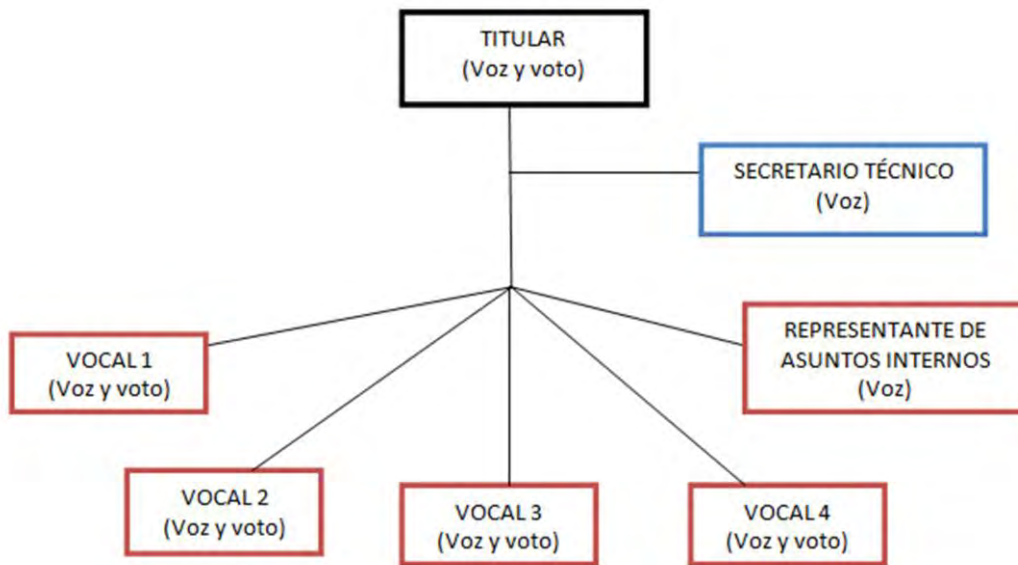 TITULAR
(Voz y voto)
SECRETARIO TÉCNICO
(Voz)
VOCAL 1
(Voz y voto)
REPRESENTANTE DE
ASUNTOS INTERNOS
(Voz)
VOCAL 2
(Voz y voto)
VOCAL 3
(Voz y voto)
VOCAL 4
(Voz y voto)